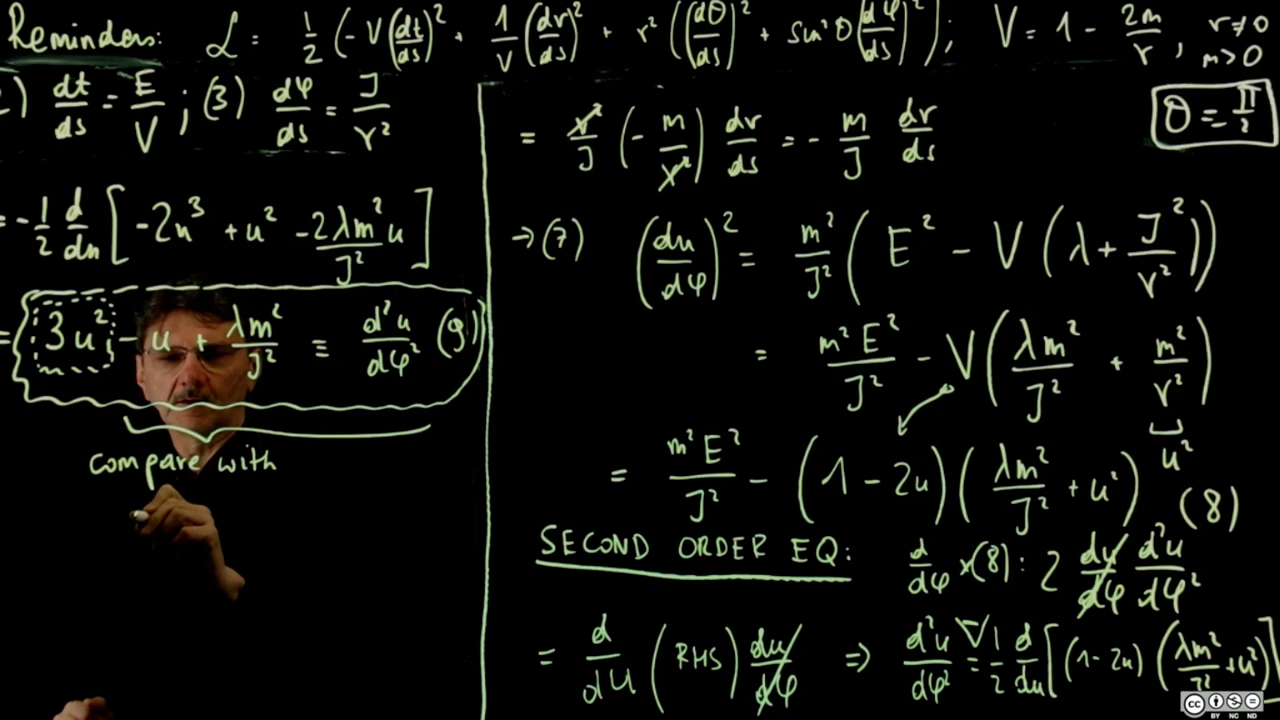 Reminders: ℒ = 1/2 (-V(dt/ds)² + 1/V (dr/ds)² + r² ((dθ/ds)² + sin²θ (dφ/ds)²)); V = 1 - 2m/r, r≠0 m>0
) dt/ds = E/V ; (3) dφ/ds = J/r²
θ = π/2
= -1/2 d/du [-2u³ + u² - 2λm²u/J²]
= 3u² - u + λm²/J² = d²u/dφ² (9)
compare with
= r²/J (- m/r²) dr/ds = - m/J dr/ds
→(7) (du/dφ)² = m²/J² (E² - V(λ + J²/r²))
= m²E²/J² - V(λm²/J² + m²/r²)
u²
= m²E²/J² - (1 - 2u)(λm²/J² + u²) (8)
SECOND ORDER EQ: d/dφ (8): 2 du/dφ d²u/dφ²
= d/du (RHS) du/dφ ⇒ d²u/dφ² = - 1/2 d/du [(1-2u)(λm²/J² + u²)]
CC BY NC ND